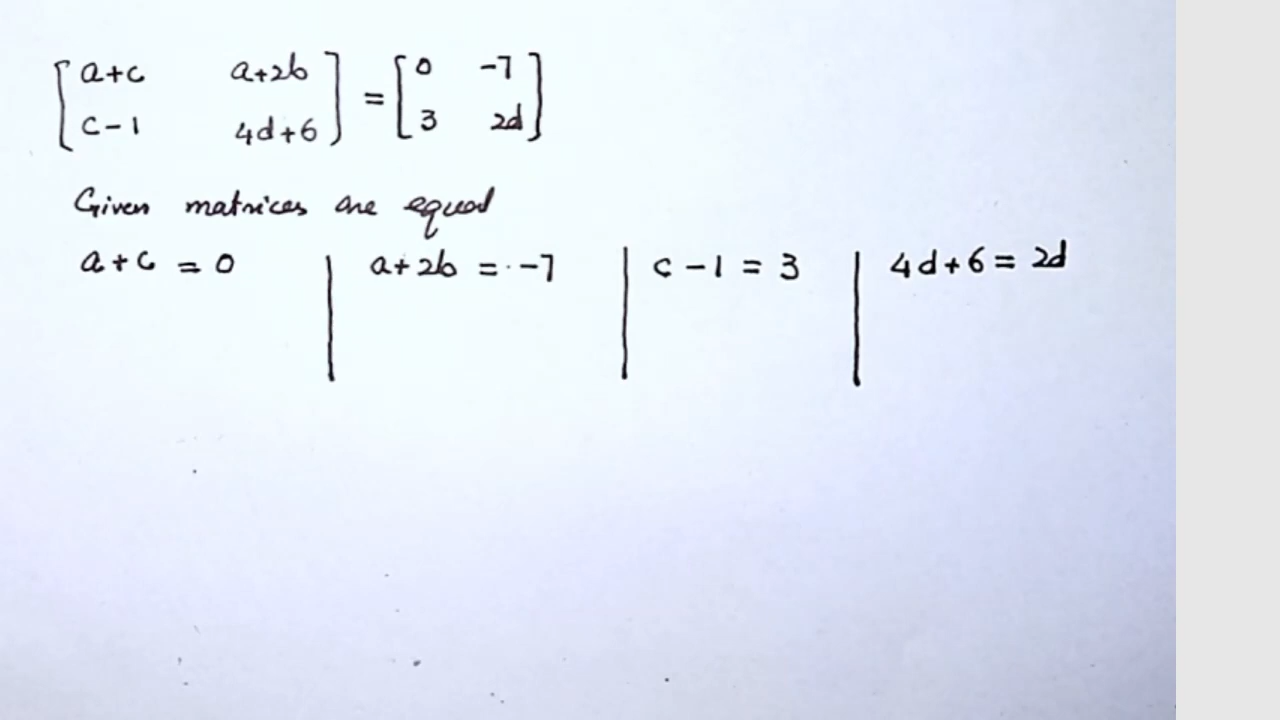 [a+c a+2b] = [0 -7]
[c-1 4d+6] [3 2d]
Given matrices are equal
a+c = 0 | a+2b = -7 | c-1 = 3 | 4d+6 = 2d